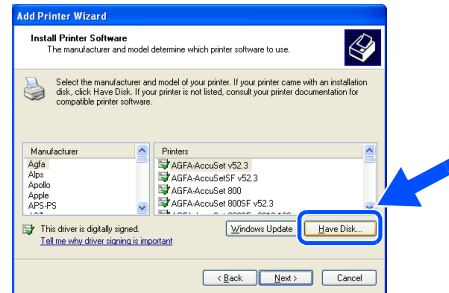 Add Printer Wizard
Install Printer Software
The manufacturer and model determine which printer software to use.
Select the manufacturer and model of your printer. If your printer came with an installation
disk, click Have Disk. If your printer is not listed, consult your printer documentation for
compatible printer software.
Manufacturer
Agfa
Alps
Apollo
Apple
APS-PS
Printers
AGFA-AccuSet v52.3
AGFA-AccuSetSF v52.3
AGFA-AccuSet 800
AGFA-AccuSet 800SF v52.3
This driver is digitally signed.
Tell me why driver signing is important
Windows Update
Have Disk...
< Back
Next >
Cancel